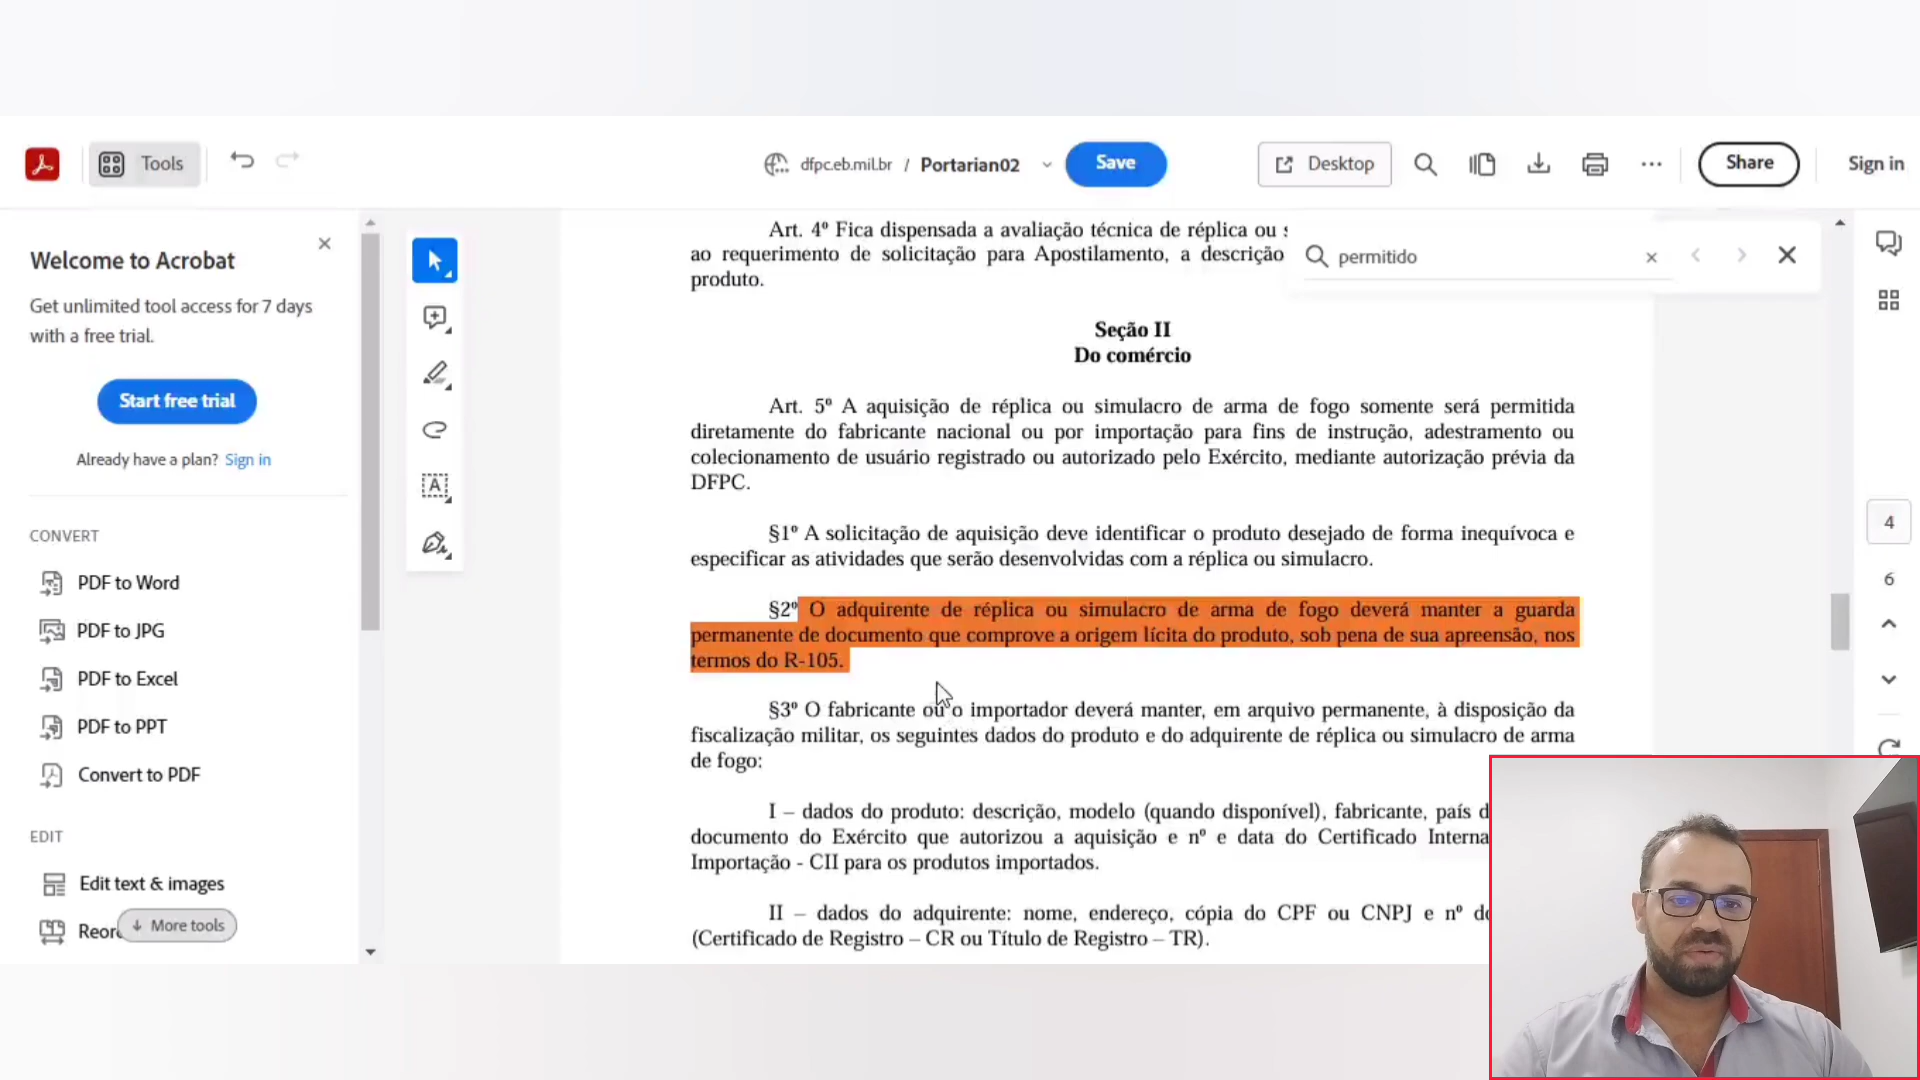 Tools
dfpc.eb.mil.br / Portarian02
Save
Desktop
Share
Sign in
Welcome to Acrobat
Get unlimited tool access for 7 days
with a free trial.
Start free trial
Already have a plan? Sign in
CONVERT
PDF to Word
PDF to JPG
PDF to Excel
PDF to PPT
Convert to PDF
EDIT
Edit text & images
More tools
permitido
Art. 4º Fica dispensada a avaliação técnica de réplica ou
ao requerimento de solicitação para Apostilamento, a descrição
produto.
Seção II
Do comércio
Art. 5º A aquisição de réplica ou simulacro de arma de fogo somente será permitida
diretamente do fabricante nacional ou por importação para fins de instrução, adestramento ou
colecionamento de usuário registrado ou autorizado pelo Exército, mediante autorização prévia da
DFPC.
§1º A solicitação de aquisição deve identificar o produto desejado de forma inequívoca e
especificar as atividades que serão desenvolvidas com a réplica ou simulacro.
§2º O adquirente de réplica ou simulacro de arma de fogo deverá manter a guarda
permanente de documento que comprove a origem lícita do produto, sob pena de sua apreensão, nos
termos do R-105.
§3º O fabricante ou o importador deverá manter, em arquivo permanente, à disposição da
fiscalização militar, os seguintes dados do produto e do adquirente de réplica ou simulacro de arma
de fogo:
I – dados do produto: descrição, modelo (quando disponível), fabricante, país
documento do Exército que autorizou a aquisição e nº e data do Certificado
Importação - CII para os produtos importados.
II – dados do adquirente: nome, endereço, cópia do CPF ou CNPJ e nº
(Certificado de Registro – CR ou Título de Registro – TR).
4
6